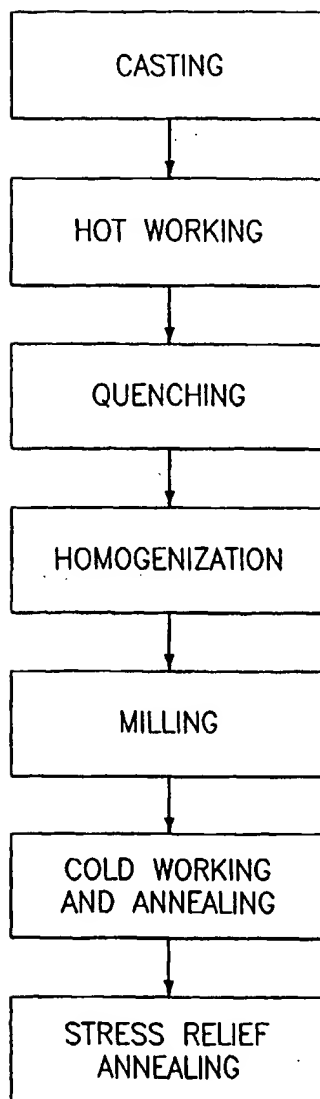 CASTING
HOT WORKING
QUENCHING
HOMOGENIZATION
MILLING
COLD WORKING
AND ANNEALING
STRESS RELIEF
ANNEALING